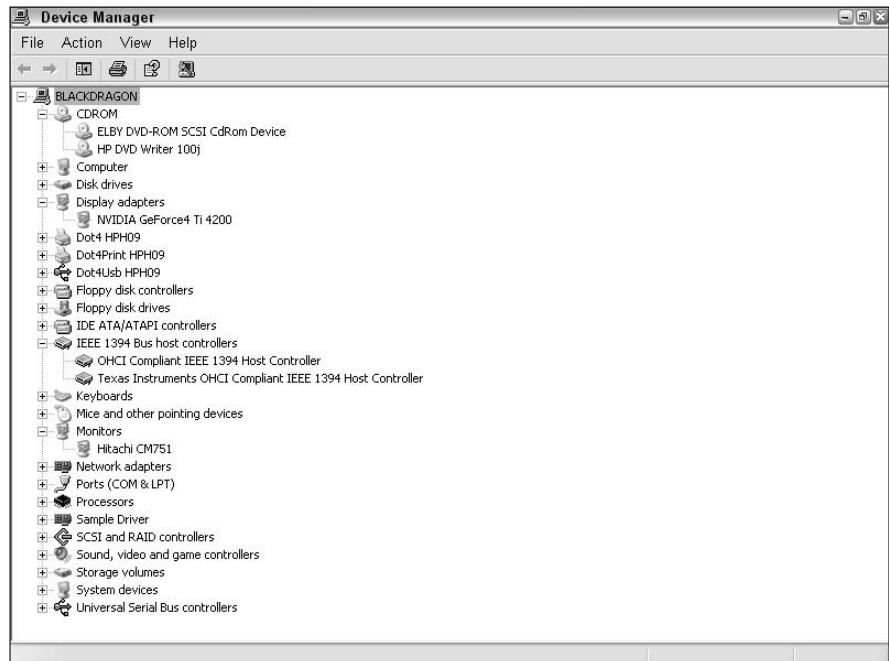 Device Manager
File Action View Help
BLACKDRAGON
CDROM
ELBY DVD-ROM SCSI CdRom Device
HP DVD Writer 100j
Computer
Disk drives
Display adapters
NVIDIA GeForce4 Ti 4200
Dot4 HPH09
Dot4Print HPH09
Dot4Usb HPH09
Floppy disk controllers
Floppy disk drives
IDE ATA/ATAPI controllers
IEEE 1394 Bus host controllers
OHCI Compliant IEEE 1394 Host Controller
Texas Instruments OHCI Compliant IEEE 1394 Host Controller
Keyboards
Mice and other pointing devices
Monitors
Hitachi CM751
Network adapters
Ports (COM & LPT)
Processors
Sample Driver
SCSI and RAID controllers
Sound, video and game controllers
Storage volumes
System devices
Universal Serial Bus controllers